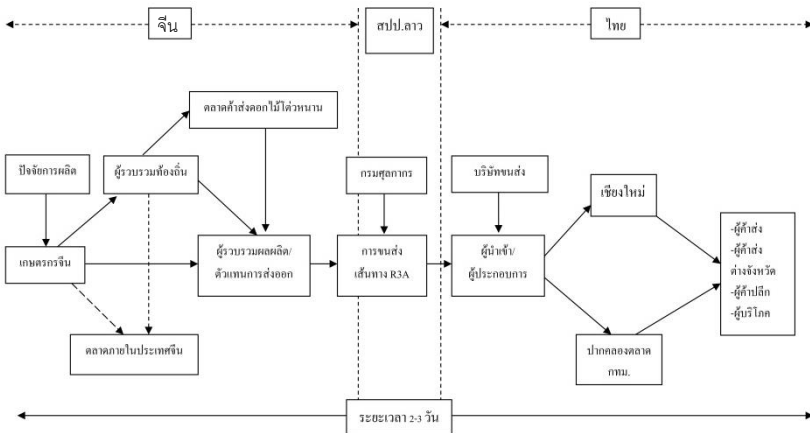 จีน
สปป.ลาว
ไทย
ตลาดค้าส่งดอกไม้โต่วหนาน
ปัจจัยการผลิต
ผู้รวบรวมท้องถิ่น
กรมศุลกากร
บริษัทขนส่ง
เชียงใหม่
เกษตรกรจีน
ผู้รวบรวมผลผลิต/
ตัวแทนการส่งออก
การขนส่ง
เส้นทาง R3A
ผู้นำเข้า/
ผู้ประกอบการ
-ผู้ค้าส่ง
-ผู้ค้าส่ง
ต่างจังหวัด
-ผู้ค้าปลีก
-ผู้บริโภค
ตลาดภายในประเทศจีน
ปากคลองตลาด
กทม.
ระยะเวลา 2-3 วัน